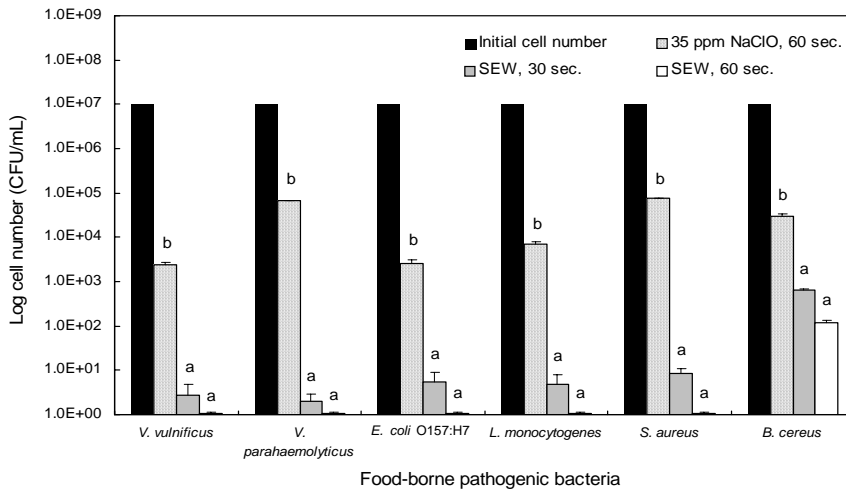 1.0E+09
1.0E+08
1.0E+07
1.0E+06
1.0E+05
1.0E+04
1.0E+03
1.0E+02
1.0E+01
1.0E+00
Log cell number (CFU/mL)
Initial cell number
35 ppm NaClO, 60 sec.
SEW, 30 sec.
SEW, 60 sec.
b
a
a
b
a
a
b
a
a
b
a
a
b
a
a
b
a
a
V. vulnificus
V.
parahaemolyticus
E. coli O157:H7
L. monocytogenes
S. aureus
B. cereus
Food-borne pathogenic bacteria